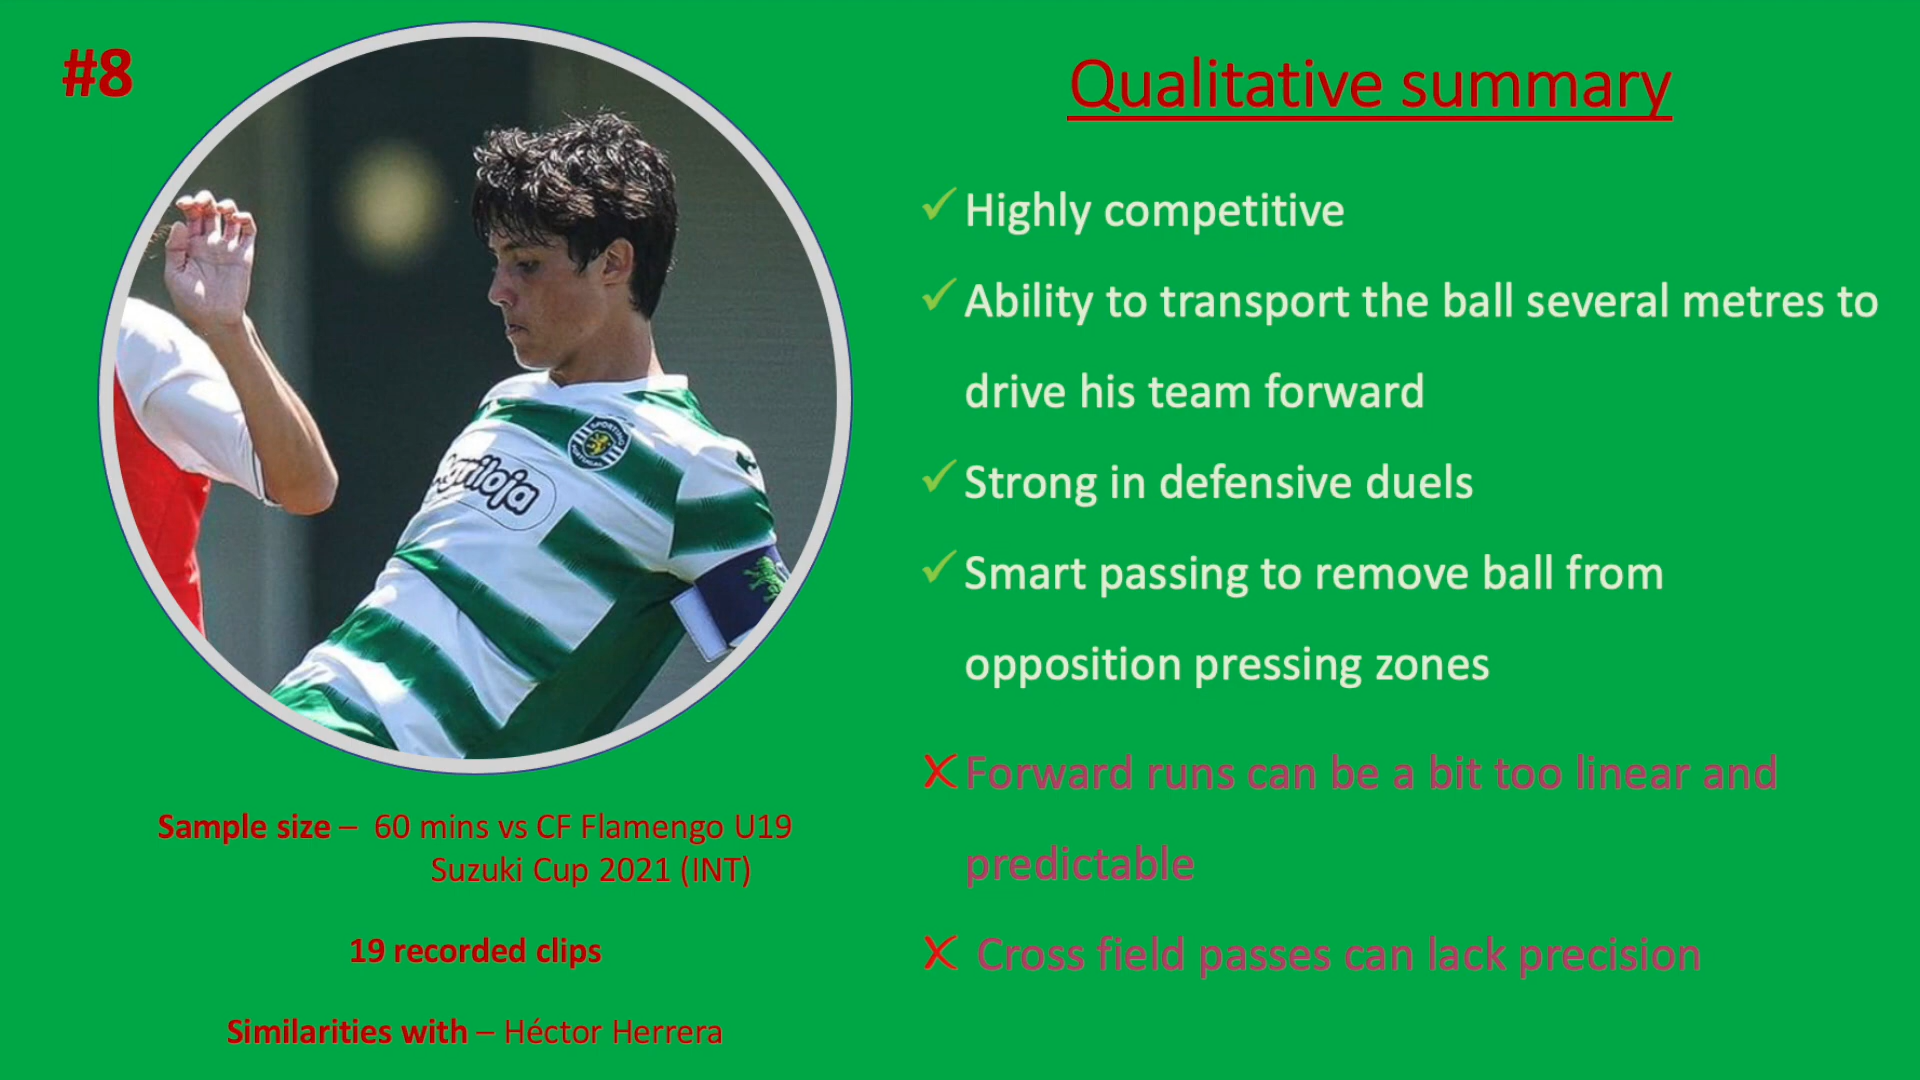 #8
Qualitative summary
✓ Highly competitive
✓ Ability to transport the ball several metres to
drive his team forward
✓ Strong in defensive duels
✓ Smart passing to remove ball from
opposition pressing zones
X Forward runs can be a bit too linear and
predictable
X Cross field passes can lack precision
SPORTING
PORTUGAL
griloja
Sample size – 60 mins vs CF Flamengo U19
Suzuki Cup 2021 (INT)
19 recorded clips
Similarities with – Héctor Herrera